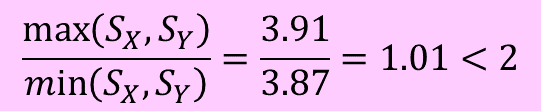 max(S_X, S_Y) / min(S_X, S_Y) = 3.91 / 3.87 = 1.01 < 2